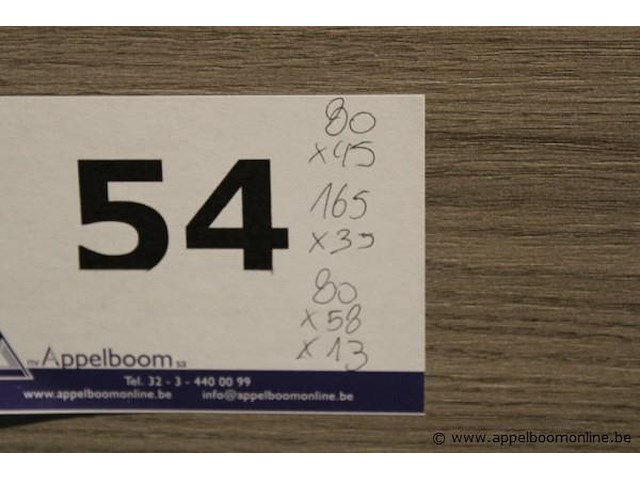 54
80
x45
165
x35
80
x58
x13
nv Appelboom sa
Tel. 32 - 3 - 440 00 99
www.appelboomonline.be info@appelboomonline.be
© www.appelboomonline.be